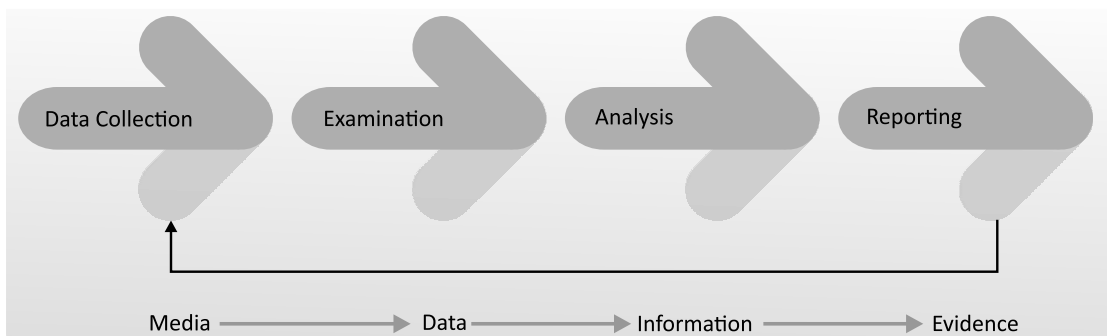 Data Collection
Examination
Analysis
Reporting
Media
Data
Information
Evidence